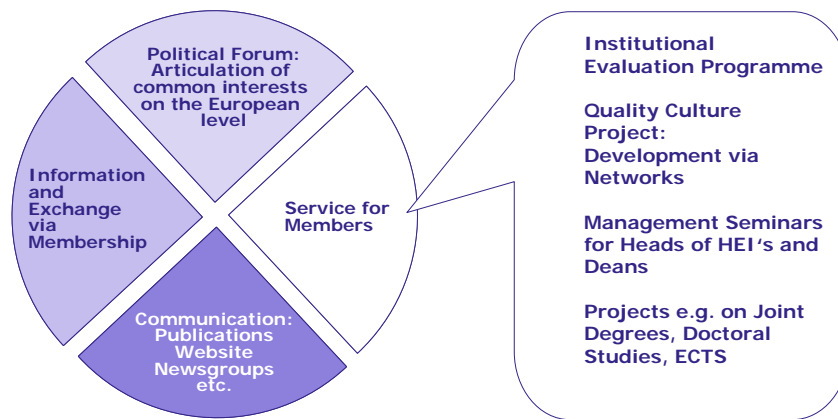 Political Forum:
Articulation of
common interests
on the European
level
Information
and
Exchange
via
Membership
Service for
Members
Communication:
Publications
Website
Newsgroups
etc.
Institutional
Evaluation Programme
Quality Culture
Project:
Development via
Networks
Management Seminars
for Heads of HEI‘s and
Deans
Projects e.g. on Joint
Degrees, Doctoral
Studies, ECTS